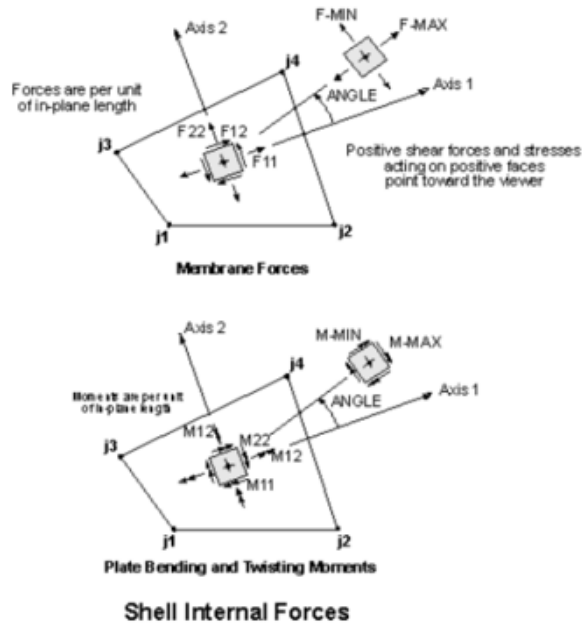 Axis 2
F-MIN
F-MAX
Forces are per unit
of in-plane length
j4
ANGLE
Axis 1
j3
F22
F12
F11
Positive shear forces and stresses
acting on positive faces
point toward the viewer
j1
j2
Membrane Forces
Axis 2
M-MIN
M-MAX
j4
Moments are per unit
of in-plane length
ANGLE
Axis 1
j3
M12
M22
M12
M11
j1
j2
Plate Bending and Twisting Moments
Shell Internal Forces